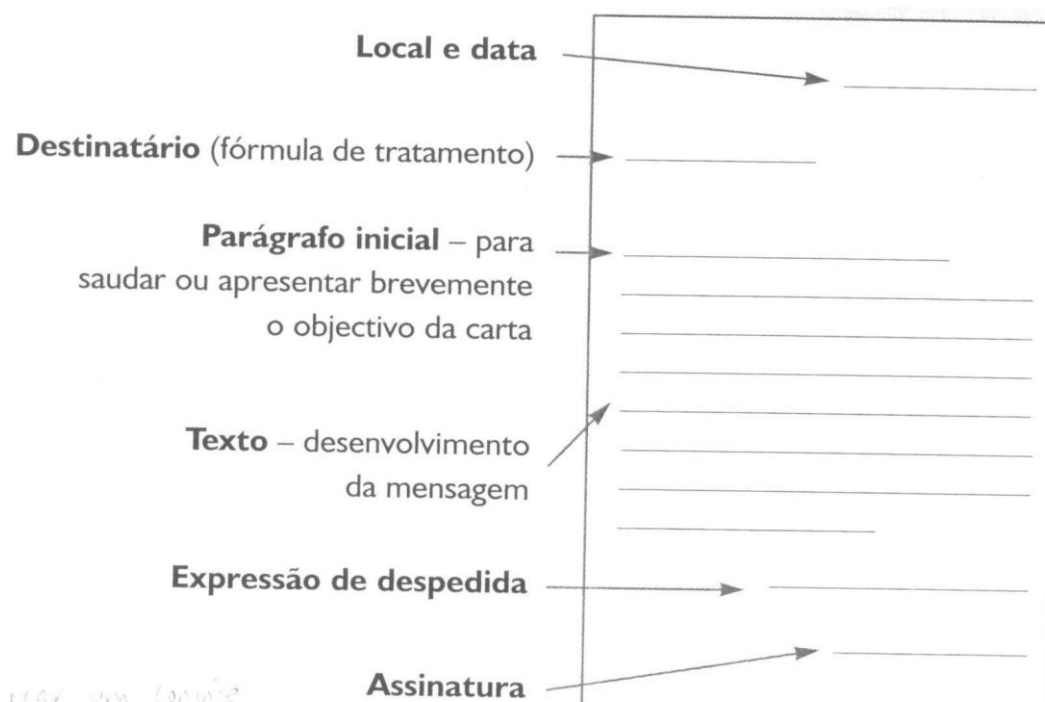 Local e data
Destinatário (fórmula de tratamento)
Parágrafo inicial – para
saudar ou apresentar brevemente
o objectivo da carta
Texto – desenvolvimento
da mensagem
Expressão de despedida
Assinatura